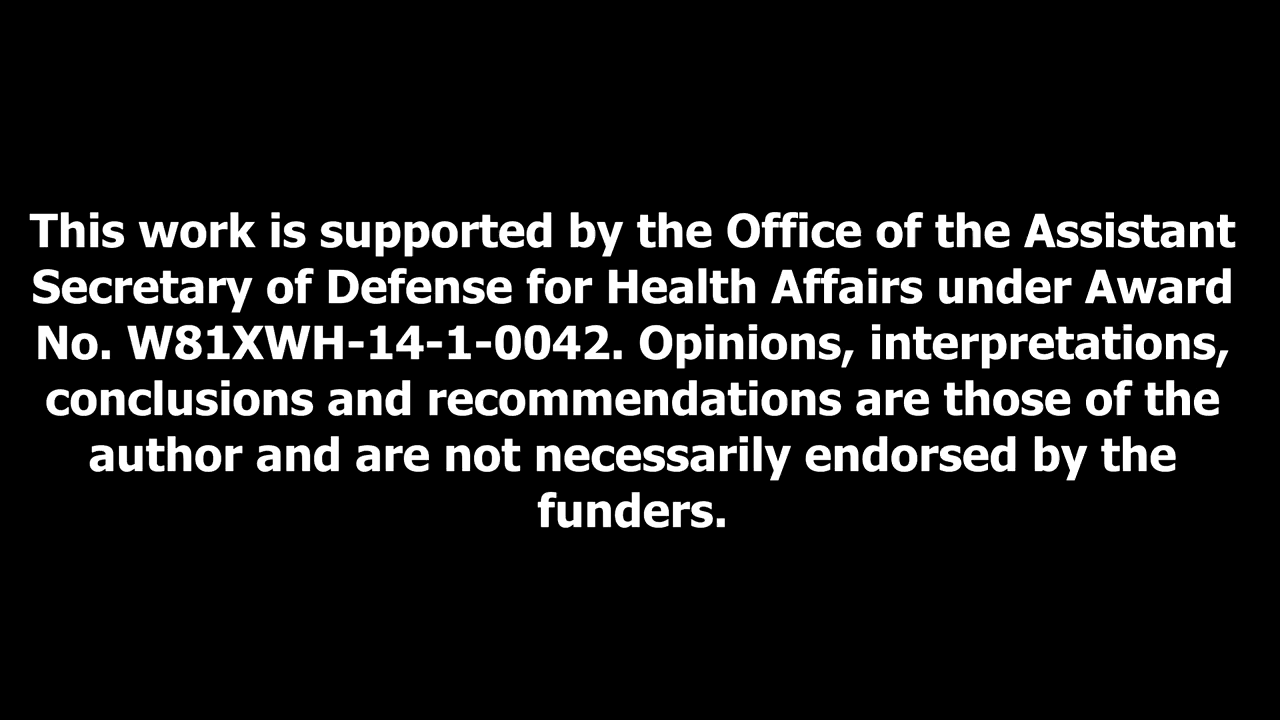 This work is supported by the Office of the Assistant
Secretary of Defense for Health Affairs under Award
No. W81XWH-14-1-0042. Opinions, interpretations,
conclusions and recommendations are those of the
author and are not necessarily endorsed by the
funders.